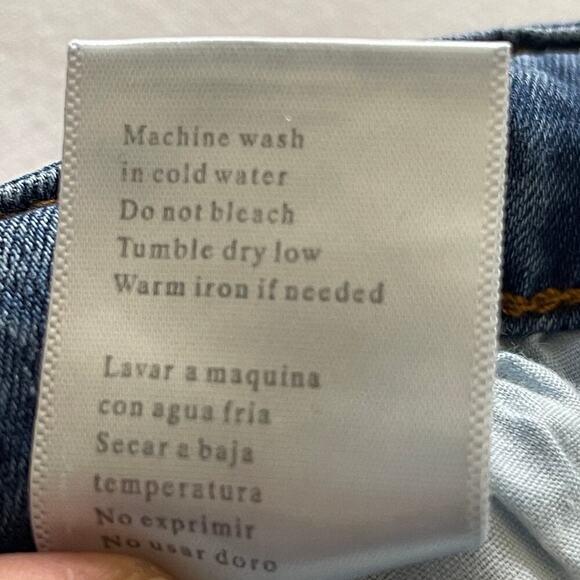 Machine wash
in cold water
Do not bleach
Tumble dry low
Warm iron if needed
Lavar a maquina
con agua fria
Secar a baja
temperatura
No exprimir
No usar doro